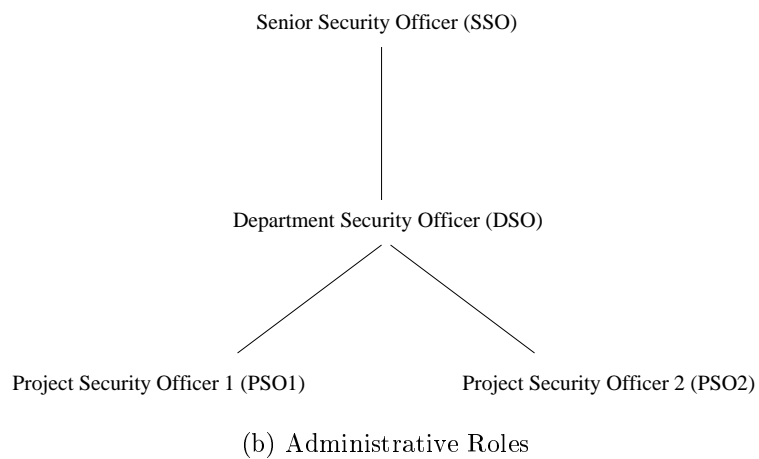 Senior Security Officer (SSO)
Department Security Officer (DSO)
Project Security Officer 1 (PSO1)
Project Security Officer 2 (PSO2)
(b) Administrative Roles